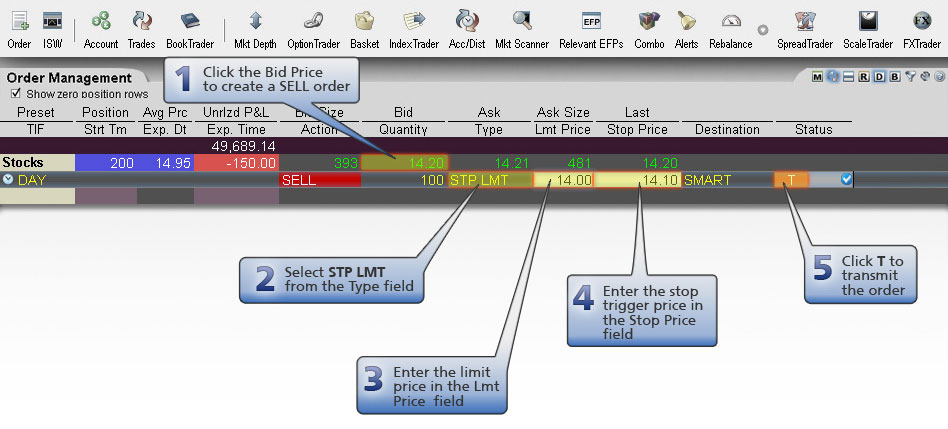 Order ISW Account Trades BookTrader Mkt Depth OptionTrader Basket IndexTrader Acc/Dist Mkt Scanner EFP Relevant EFPs Combo Alerts Rebalance SpreadTrader ScaleTrader FX FXTrader
Order Management M R D B
Show zero position rows
1 Click the Bid Price
to create a SELL order
Preset Position Avg Prc Unrlzd P&L Bid Size Bid Ask Ask Size Last
TIF Strt Tm Exp. Dt Exp. Time Action Quantity Type Lmt Price Stop Price Destination Status
49,689.14
Stocks 200 14.95 -150.00 393 14.20 14.21 481 14.20
DAY SELL 100 STP LMT 14.00 14.10 SMART T
2 Select STP LMT
from the Type field
3 Enter the limit
price in the Lmt
Price field
4 Enter the stop
trigger price in
the Stop Price
field
5 Click T to
transmit
the order